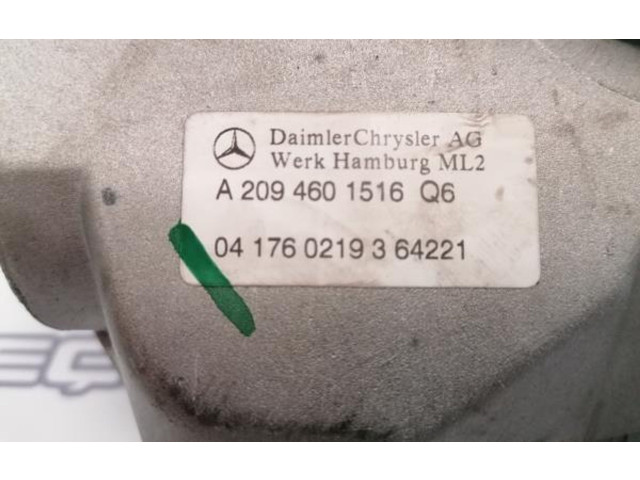 DaimlerChrysler AG
Werk Hamburg ML2
A 209 460 1516 Q6
04 176 0219 3 64221